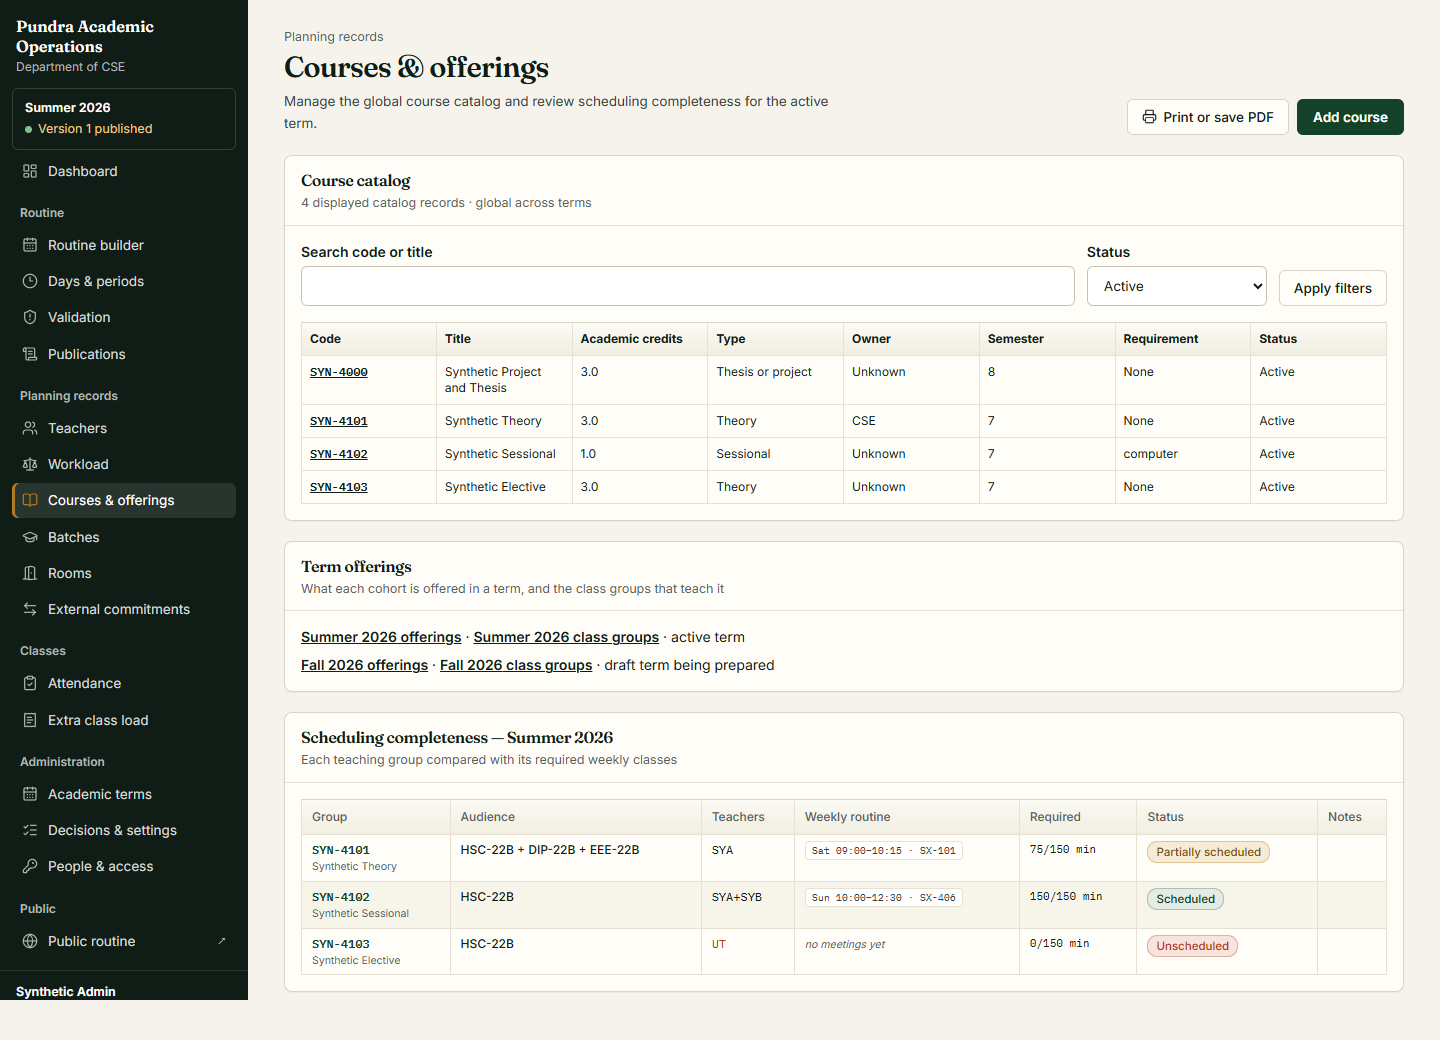 Pundra Academic
Operations
Department of CSE
Summer 2026
Version 1 published
Dashboard
Routine
Routine builder
Days & periods
Validation
Publications
Planning records
Teachers
Workload
Courses & offerings
Batches
Rooms
External commitments
Classes
Attendance
Extra class load
Administration
Academic terms
Decisions & settings
People & access
Public
Public routine ↗
Synthetic Admin
Planning records
Courses & offerings
Manage the global course catalog and review scheduling completeness for the active
term.
Print or save PDF
Add course
Course catalog
4 displayed catalog records · global across terms
Search code or title
Status
Active
Apply filters
Code Title Academic credits Type Owner Semester Requirement Status
SYN-4000 Synthetic Project and Thesis 3.0 Thesis or project Unknown 8 None Active
SYN-4101 Synthetic Theory 3.0 Theory CSE 7 None Active
SYN-4102 Synthetic Sessional 1.0 Sessional Unknown 7 computer Active
SYN-4103 Synthetic Elective 3.0 Theory Unknown 7 None Active
Term offerings
What each cohort is offered in a term, and the class groups that teach it
Summer 2026 offerings · Summer 2026 class groups · active term
Fall 2026 offerings · Fall 2026 class groups · draft term being prepared
Scheduling completeness — Summer 2026
Each teaching group compared with its required weekly classes
Group Audience Teachers Weekly routine Required Status Notes
SYN-4101 HSC-22B + DIP-22B + EEE-22B SYA Sat 09:00–10:15 · SX-101 75/150 min Partially scheduled
Synthetic Theory
SYN-4102 HSC-22B SYA+SYB Sun 10:00–12:30 · SX-406 150/150 min Scheduled
Synthetic Sessional
SYN-4103 HSC-22B UT no meetings yet 0/150 min Unscheduled
Synthetic Elective